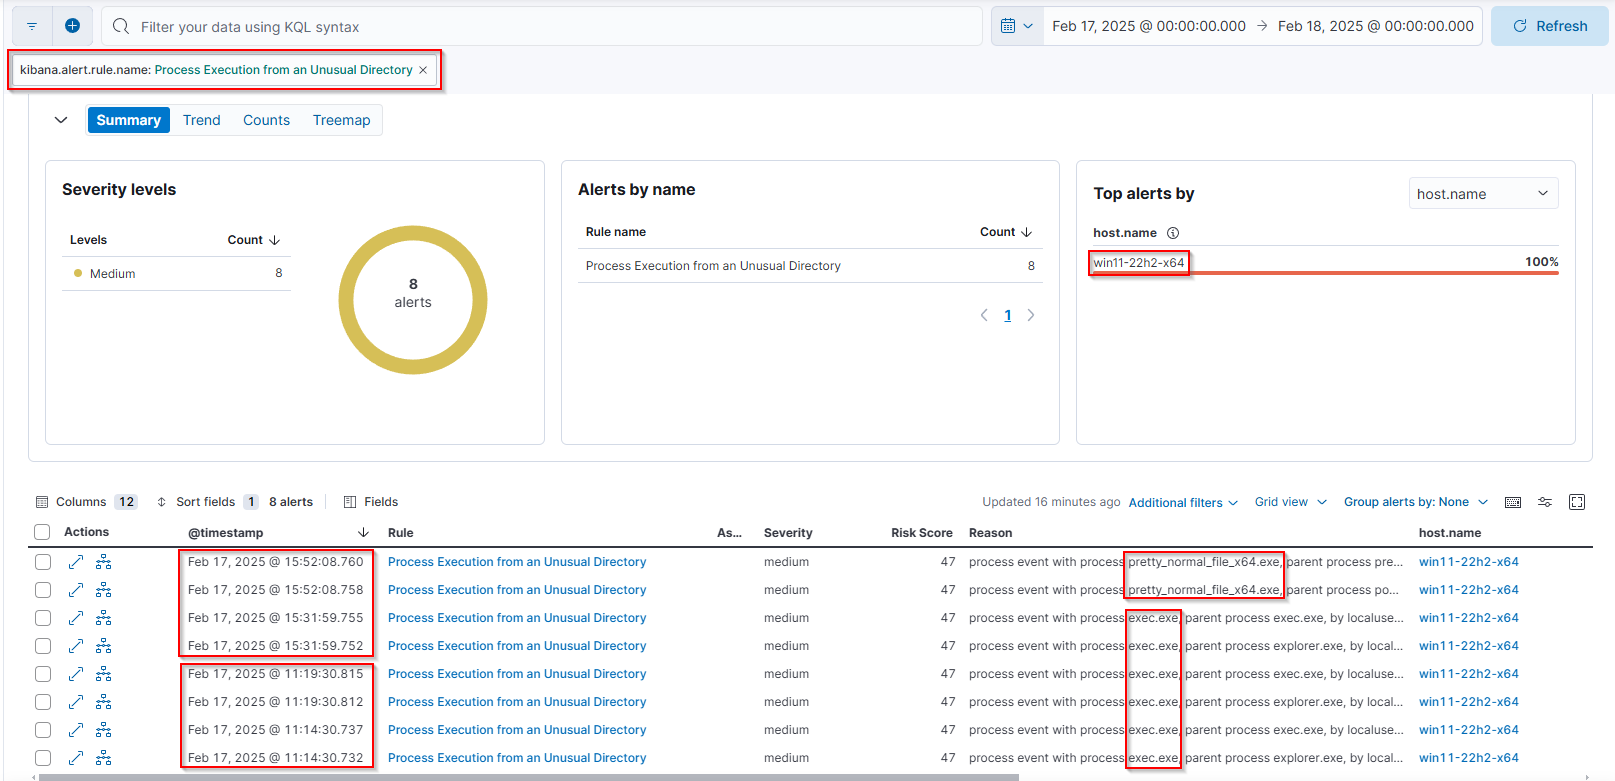 Filter your data using KQL syntax
Feb 17, 2025 @ 00:00:00.000 → Feb 18, 2025 @ 00:00:00.000
Refresh
kibana.alert.rule.name: Process Execution from an Unusual Directory ×
Summary Trend Counts Treemap
Severity levels
Levels Count ↓
Medium 8
8
alerts
Alerts by name
Rule name Count ↓
Process Execution from an Unusual Directory 8
1
Top alerts by host.name
host.name
win11-22h2-x64 100%
Columns 12 Sort fields 1 8 alerts Fields
Updated 16 minutes ago Additional filters Grid view Group alerts by: None
Actions @timestamp ↓ Rule As... Severity Risk Score Reason host.name
Feb 17, 2025 @ 15:52:08.760 Process Execution from an Unusual Directory medium 47 process event with process pretty_normal_file_x64.exe, parent process pre... win11-22h2-x64
Feb 17, 2025 @ 15:52:08.758 Process Execution from an Unusual Directory medium 47 process event with process pretty_normal_file_x64.exe, parent process po... win11-22h2-x64
Feb 17, 2025 @ 15:31:59.755 Process Execution from an Unusual Directory medium 47 process event with process exec.exe, parent process exec.exe, by localuse... win11-22h2-x64
Feb 17, 2025 @ 15:31:59.752 Process Execution from an Unusual Directory medium 47 process event with process exec.exe, parent process explorer.exe, by local... win11-22h2-x64
Feb 17, 2025 @ 11:19:30.815 Process Execution from an Unusual Directory medium 47 process event with process exec.exe, parent process exec.exe, by localuse... win11-22h2-x64
Feb 17, 2025 @ 11:19:30.812 Process Execution from an Unusual Directory medium 47 process event with process exec.exe, parent process explorer.exe, by local... win11-22h2-x64
Feb 17, 2025 @ 11:14:30.737 Process Execution from an Unusual Directory medium 47 process event with process exec.exe, parent process exec.exe, by localuse... win11-22h2-x64
Feb 17, 2025 @ 11:14:30.732 Process Execution from an Unusual Directory medium 47 process event with process exec.exe, parent process explorer.exe, by local... win11-22h2-x64